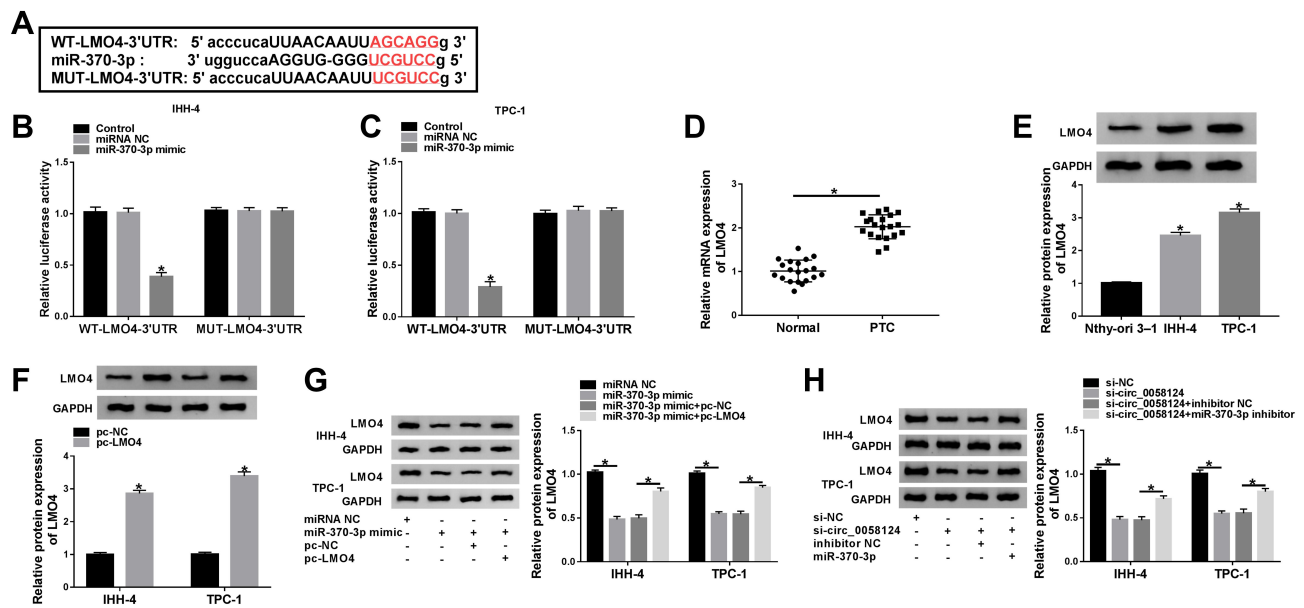 A
WT-LMO4-3'UTR: 5' acccucaUUAACAAUUAGCAGGg 3'
miR-370-3p : 3' ugguccaAGGUG-GGGUCGUCCg 5'
MUT-LMO4-3'UTR: 5' acccucaUUAACAAUUUCGUCCg 3'
B
IHH-4
Control
miRNA NC
miR-370-3p mimic
Relative luciferase activity
1.5
1.0
0.5
0.0
*
WT-LMO4-3'UTR MUT-LMO4-3'UTR
C
TPC-1
Control
miRNA NC
miR-370-3p mimic
Relative luciferase activity
1.5
1.0
0.5
0.0
*
WT-LMO4-3'UTR MUT-LMO4-3'UTR
D
Relative mRNA expression
of LMO4
3
2
1
0
*
Normal PTC
E
LMO4
GAPDH
Relative protein expression
of LMO4
4
3
2
1
0
*
*
Nthy-ori 3–1 IHH-4 TPC-1
F
LMO4
GAPDH
pc-NC
pc-LMO4
Relative protein expression
of LMO4
4
3
2
1
0
*
*
IHH-4 TPC-1
G
LMO4
IHH-4
GAPDH
LMO4
TPC-1
GAPDH
miRNA NC + - - -
miR-370-3p mimic - + + +
pc-NC - - + -
pc-LMO4 - - - +
miRNA NC
miR-370-3p mimic
miR-370-3p mimic+pc-NC
miR-370-3p mimic+pc-LMO4
Relative protein expression
of LMO4
1.5
1.0
0.5
0.0
* * * *
IHH-4 TPC-1
H
LMO4
IHH-4
GAPDH
LMO4
TPC-1
GAPDH
si-NC + - - -
si-circ_0058124 - + + +
inhibitor NC - - + -
miR-370-3p - - - +
si-NC
si-circ_0058124
si-circ_0058124+inhibitor NC
si-circ_0058124+miR-370-3p inhibitor
Relative protein expression
of LMO4
1.5
1.0
0.5
0.0
* * * *
IHH-4 TPC-1